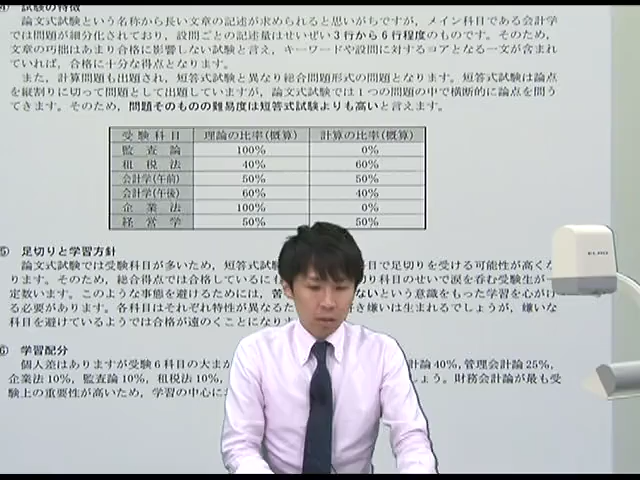 ④ 試験の特徴
論文式試験という名称から長い文章の記述が求められると思いがちですが，メイン科目である会計学
では問題が細分化されており，設問ごとの記述量はせいぜい3行から6行程度のものです。そのため，
文章の巧拙はあまり合格に影響しない試験と言え，キーワードや設問に対するコアとなる一文が含まれ
ていれば，合格に十分な得点となります。
また，計算問題も出題され，短答式試験と異なり総合問題形式の問題となります。短答式試験は論点
を縦割りに切って問題として出題していますが，論文式試験では1つの問題の中で横断的に論点を問う
てきます。そのため，問題そのものの難易度は短答式試験よりも高いと言えます。
受験科目 理論の比率(概算) 計算の比率(概算)
監査論 100% 0%
租税法 40% 60%
会計学(午前) 50% 50%
会計学(午後) 60% 40%
企業法 100% 0%
経営学 50% 50%
⑤ 足切りと学習方針
論文式試験では受験科目が多いため，短答式試験 目で足切りを受ける可能性が高くな
ります。そのため，総合得点では合格しているにも 切り科目のせいで涙を呑む受験生が一
定数います。このような事態を避けるためには，苦 ないという意識をもった学習を心がけ
る必要があります。各科目はそれぞれ特性が異なるた 好き嫌いは生まれるでしょうが，嫌いな
科目を避けているようでは合格が遠のくことになり
ELMO
⑥ 学習配分
個人差はありますが受験6科目の大まか 計論40%，管理会計論25%，
企業法10%，監査論10%，租税法10%， しょう。財務会計論が最も受
験上の重要性が高いため，学習の中心に